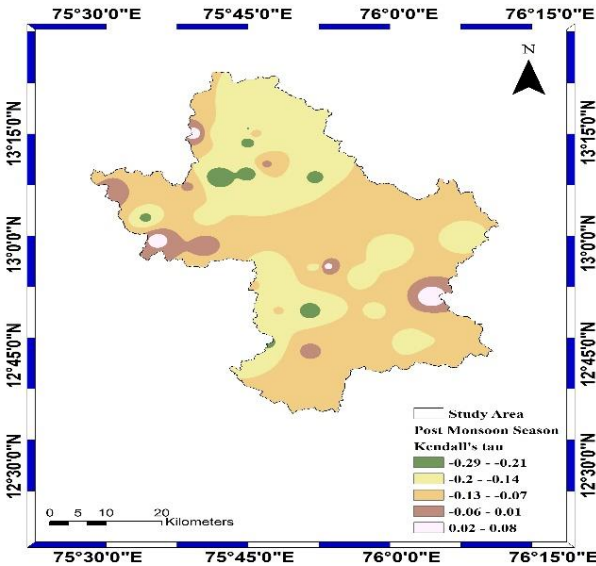 75°30'0"E 75°45'0"E 76°0'0"E 76°15'0"E
N
13°15'0"N 13°15'0"N
13°0'0"N 13°0'0"N
12°45'0"N 12°45'0"N
12°30'0"N 12°30'0"N
Study Area
Post Monsoon Season
Kendall's tau
-0.29 - -0.21
-0.2 - -0.14
-0.13 - -0.07
-0.06 - 0.01
0.02 - 0.08
0 5 10 20
Kilometers
75°30'0"E 75°45'0"E 76°0'0"E 76°15'0"E